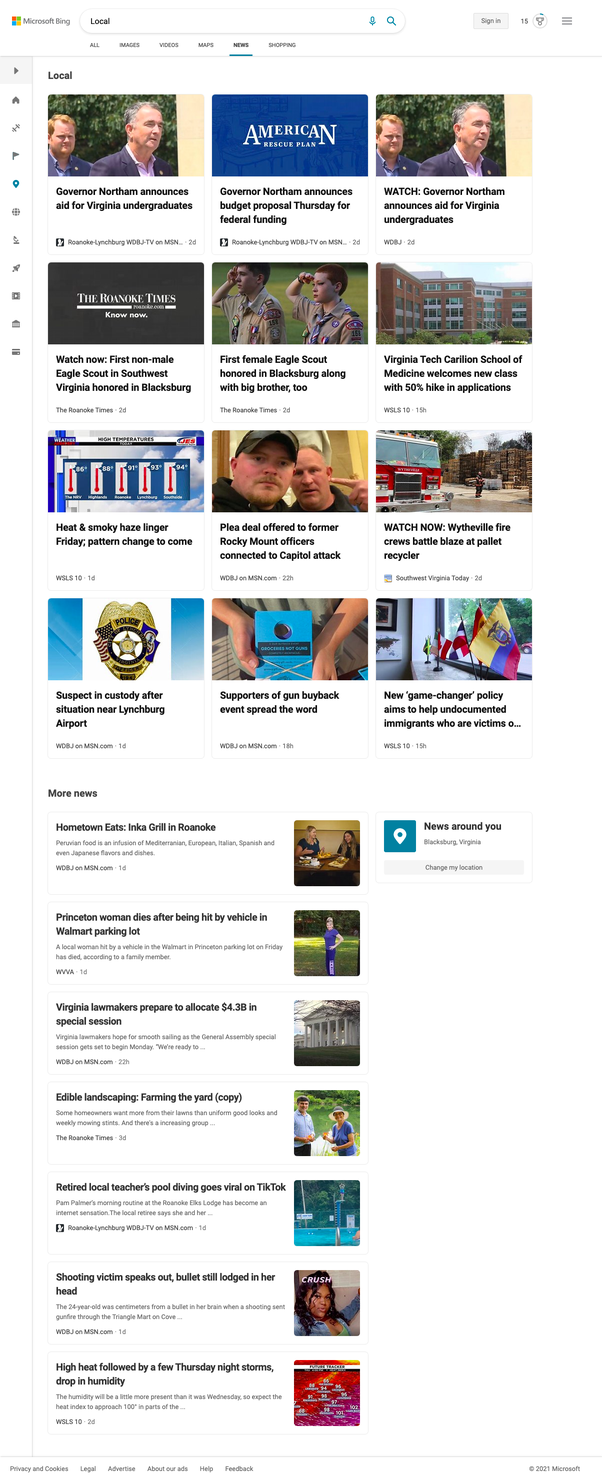 Microsoft Bing
Local
Sign in
15
ALL IMAGES VIDEOS MAPS NEWS SHOPPING
Local
AMERICAN
RESCUE PLAN
Governor Northam announces
aid for Virginia undergraduates
Roanoke-Lynchburg WDBJ-TV on MSN... · 2d
Governor Northam announces
budget proposal Thursday for
federal funding
Roanoke-Lynchburg WDBJ-TV on MSN... · 2d
WATCH: Governor Northam
announces aid for Virginia
undergraduates
WDBJ · 2d
THE ROANOKE TIMES
roanoke.com
Know now.
Watch now: First non-male
Eagle Scout in Southwest
Virginia honored in Blacksburg
The Roanoke Times · 2d
First female Eagle Scout
honored in Blacksburg along
with big brother, too
The Roanoke Times · 2d
Virginia Tech Carilion School of
Medicine welcomes new class
with 50% hike in applications
WSLS 10 · 15h
WEATHER HIGH TEMPERATURES JES
TODAY
86° 88° 91° 93° 94°
The NRV Highlands Roanoke Lynchburg Southside
Heat & smoky haze linger
Friday; pattern change to come
WSLS 10 · 1d
Plea deal offered to former
Rocky Mount officers
connected to Capitol attack
WDBJ on MSN.com · 22h
WATCH NOW: Wytheville fire
crews battle blaze at pallet
recycler
Southwest Virginia Today · 2d
POLICE
GROCERIES NOT GUNS
Suspect in custody after
situation near Lynchburg
Airport
WDBJ on MSN.com · 1d
Supporters of gun buyback
event spread the word
WDBJ on MSN.com · 18h
New ‘game-changer’ policy
aims to help undocumented
immigrants who are victims o...
WSLS 10 · 15h
More news
Hometown Eats: Inka Grill in Roanoke
Peruvian food is an infusion of Mediterranian, European, Italian, Spanish and
even Japanese flavors and dishes.
WDBJ on MSN.com · 1d
News around you
Blacksburg, Virginia
Change my location
Princeton woman dies after being hit by vehicle in
Walmart parking lot
A local woman hit by a vehicle in the Walmart in Princeton parking lot on Friday
has died, according to a family member.
WVVA · 1d
Virginia lawmakers prepare to allocate $4.3B in
special session
Virginia lawmakers hope for smooth sailing as the General Assembly special
session gets set to begin Monday. "We're ready to ...
WDBJ on MSN.com · 22h
Edible landscaping: Farming the yard (copy)
Some homeowners want more from their lawns than uniform good looks and
weekly mowing stints. And there's a increasing group ...
The Roanoke Times · 3d
Retired local teacher’s pool diving goes viral on TikTok
Pam Palmer's morning routine at the Roanoke Elks Lodge has become an
internet sensation.The local retiree says she and her ...
Roanoke-Lynchburg WDBJ-TV on MSN.com · 1d
Shooting victim speaks out, bullet still lodged in her
head
The 24-year-old was centimeters from a bullet in her brain when a shooting sent
gunfire through the Triangle Mart on Cove ...
WDBJ on MSN.com · 1d
CRUSH
High heat followed by a few Thursday night storms,
drop in humidity
The humidity will be a little more present than it was Wednesday, so expect the
heat index to approach 100° in parts of the ...
WSLS 10 · 2d
FUTURE TRACKER
Privacy and Cookies Legal Advertise About our ads Help Feedback
© 2021 Microsoft